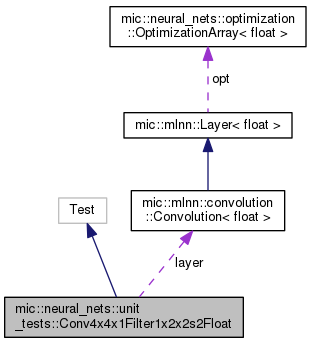 mic::neural_nets::optimization
::OptimizationArray< float >
opt
mic::mlnn::Layer< float >
mic::mlnn::convolution
::Convolution< float >
Test
layer
mic::neural_nets::unit
_tests::Conv4x4x1Filter1x2x2s2Float